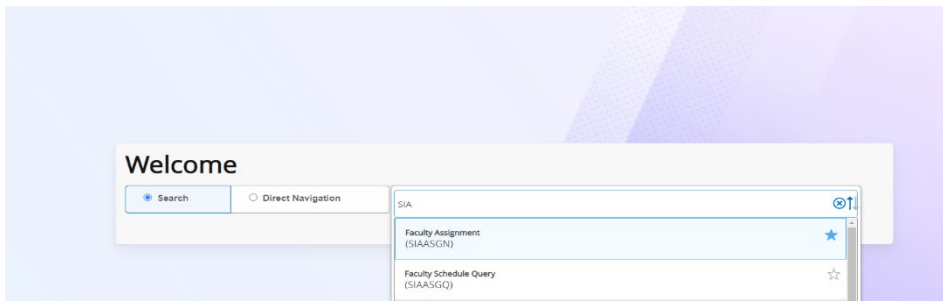 Welcome
Search
Direct Navigation
SIA
Faculty Assignment
(SIAASGN)
Faculty Schedule Query
(SIAASGQ)